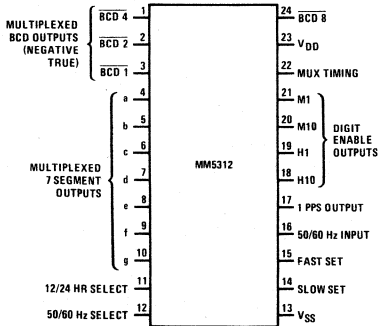 MULTIPLEXED
BCD OUTPUTS
(NEGATIVE
TRUE)
BCD 4 1
BCD 2 2
BCD 1 3
MULTIPLEXED
7 SEGMENT
OUTPUTS
a 4
b 5
c 6
d 7
e 8
f 9
g 10
12/24 HR SELECT 11
50/60 Hz SELECT 12
MM5312
24 BCD 8
23 VDD
22 MUX TIMING
21 M1
20 M10
19 H1
18 H10
DIGIT
ENABLE
OUTPUTS
17 1 PPS OUTPUT
16 50/60 Hz INPUT
15 FAST SET
14 SLOW SET
13 VSS